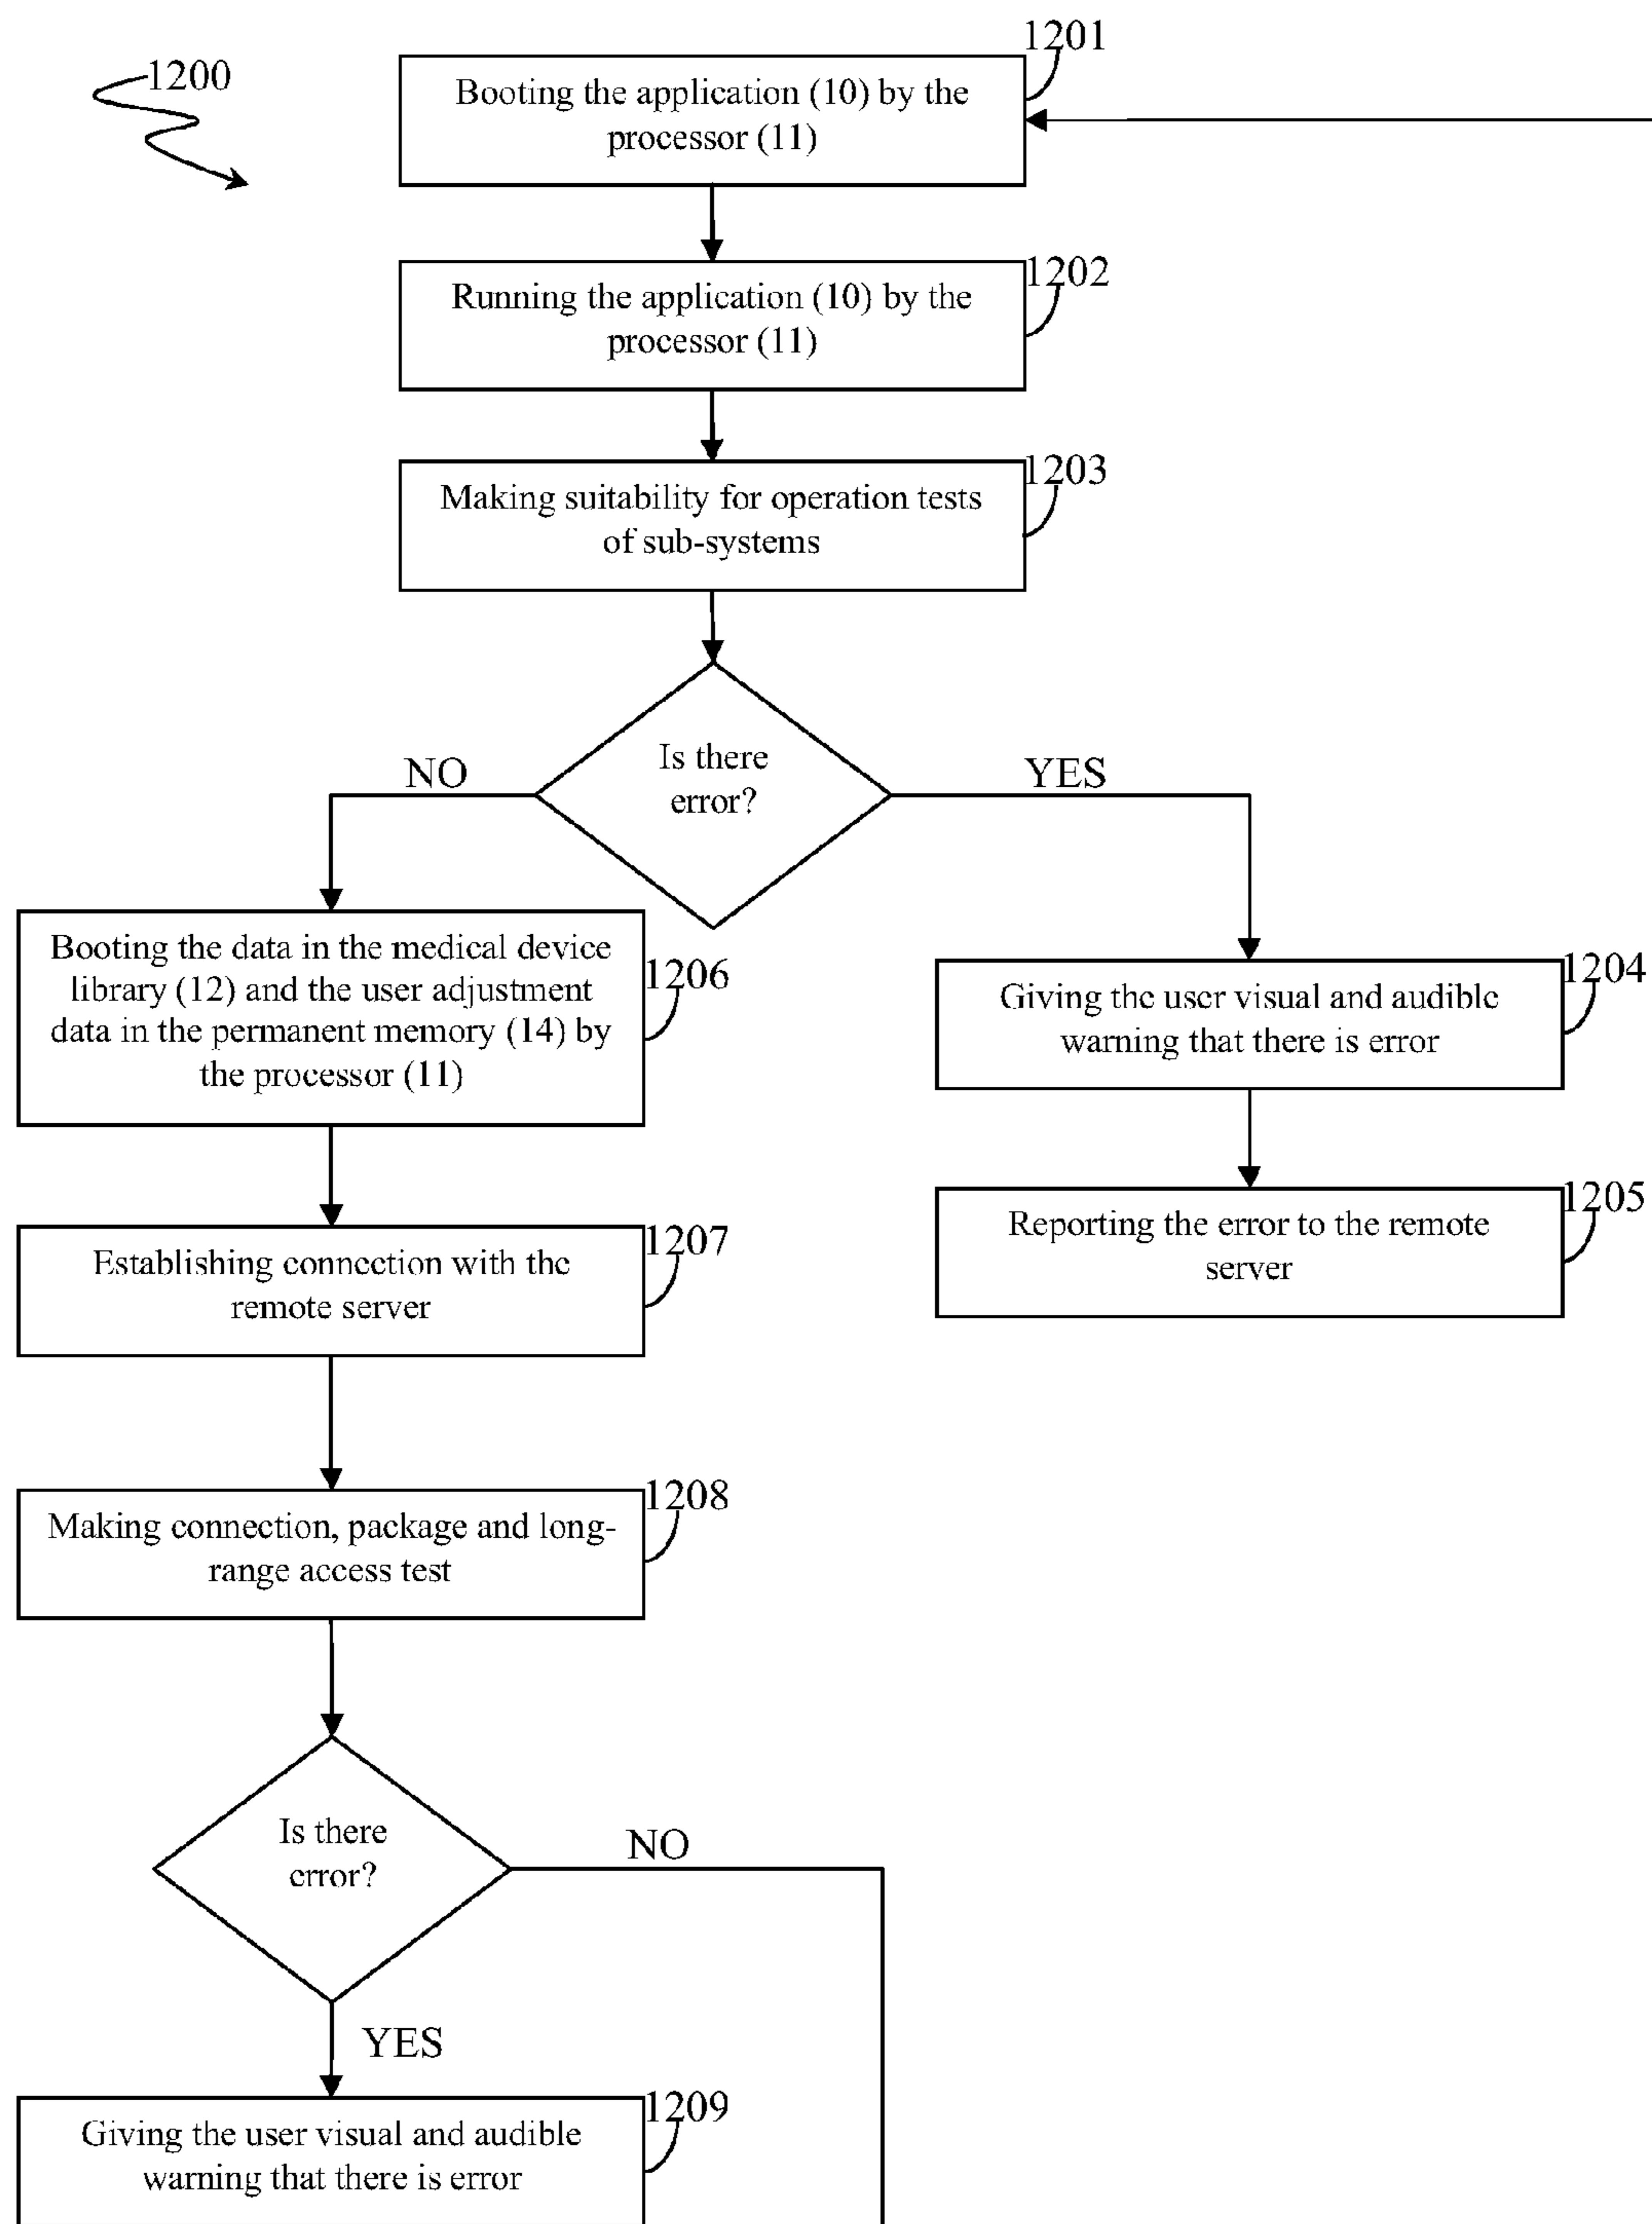 1200
1201
Booting the application (10) by the
processor (11)
1202
Running the application (10) by the
processor (11)
1203
Making suitability for operation tests
of sub-systems
Is there
error?
NO
YES
1206
Booting the data in the medical device
library (12) and the user adjustment
data in the permanent memory (14) by
the processor (11)
1204
Giving the user visual and audible
warning that there is error
1205
Reporting the error to the remote
server
1207
Establishing connection with the
remote server
1208
Making connection, package and long-
range access test
Is there
error?
NO
YES
1209
Giving the user visual and audible
warning that there is error